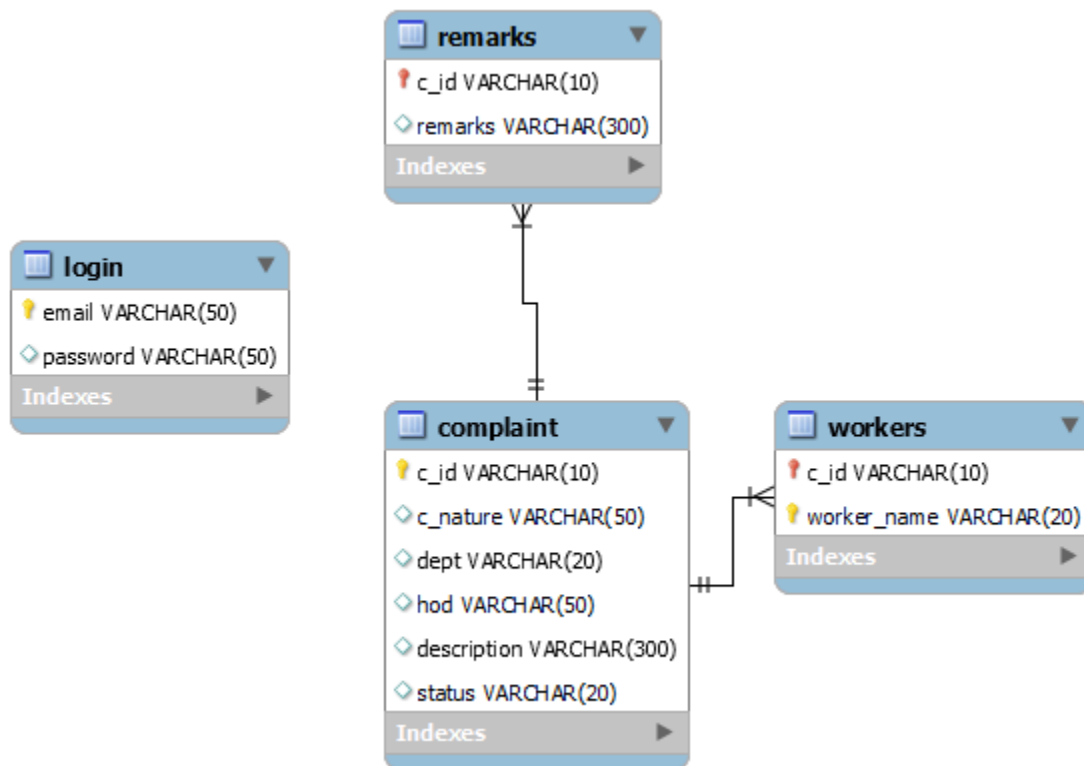 remarks
c_id VARCHAR(10)
remarks VARCHAR(300)
Indexes
login
email VARCHAR(50)
password VARCHAR(50)
Indexes
complaint
c_id VARCHAR(10)
c_nature VARCHAR(50)
dept VARCHAR(20)
hod VARCHAR(50)
description VARCHAR(300)
status VARCHAR(20)
Indexes
workers
c_id VARCHAR(10)
worker_name VARCHAR(20)
Indexes